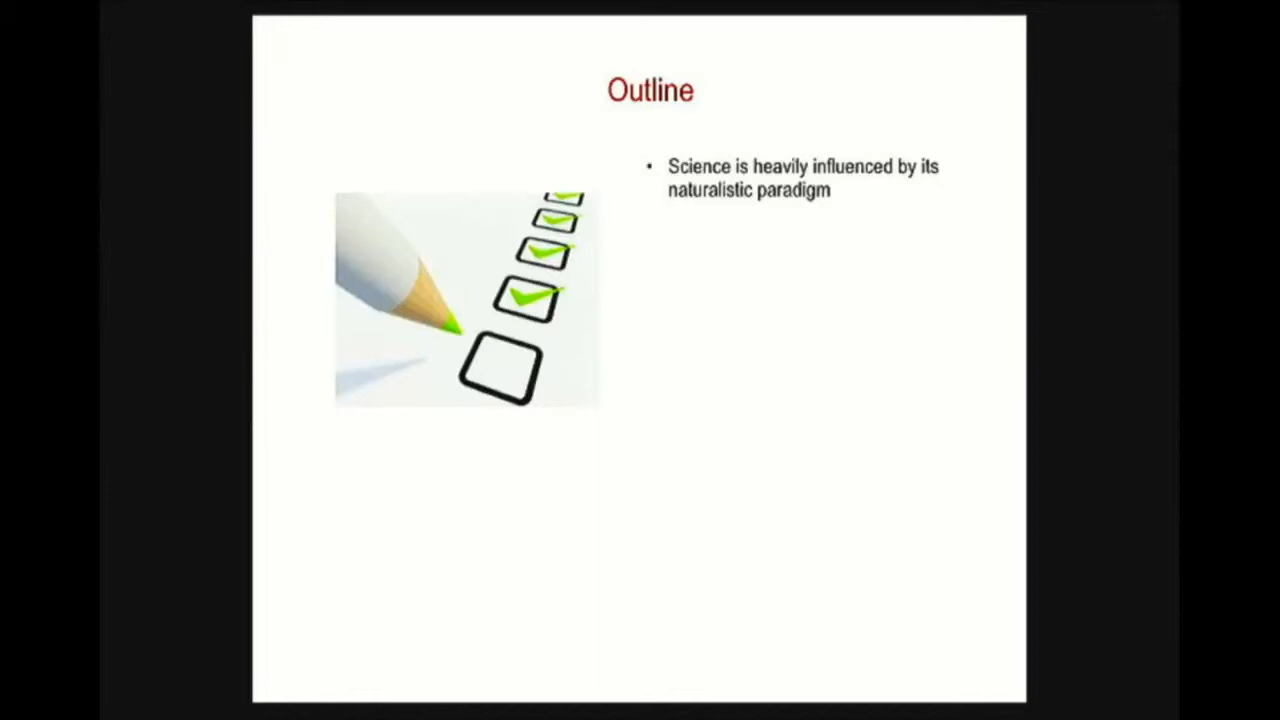 Outline
• Science is heavily influenced by its
naturalistic paradigm